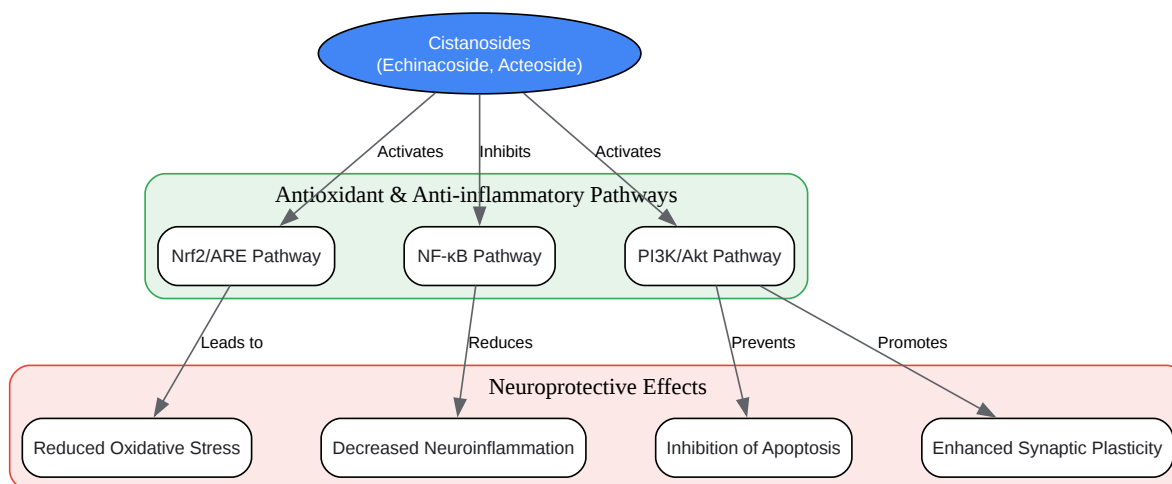 Cistanosides
(Echinacoside, Acteoside)
Activates
Inhibits
Activates
Antioxidant & Anti-inflammatory Pathways
Nrf2/ARE Pathway
NF-κB Pathway
PI3K/Akt Pathway
Leads to
Reduces
Prevents
Promotes
Neuroprotective Effects
Reduced Oxidative Stress
Decreased Neuroinflammation
Inhibition of Apoptosis
Enhanced Synaptic Plasticity